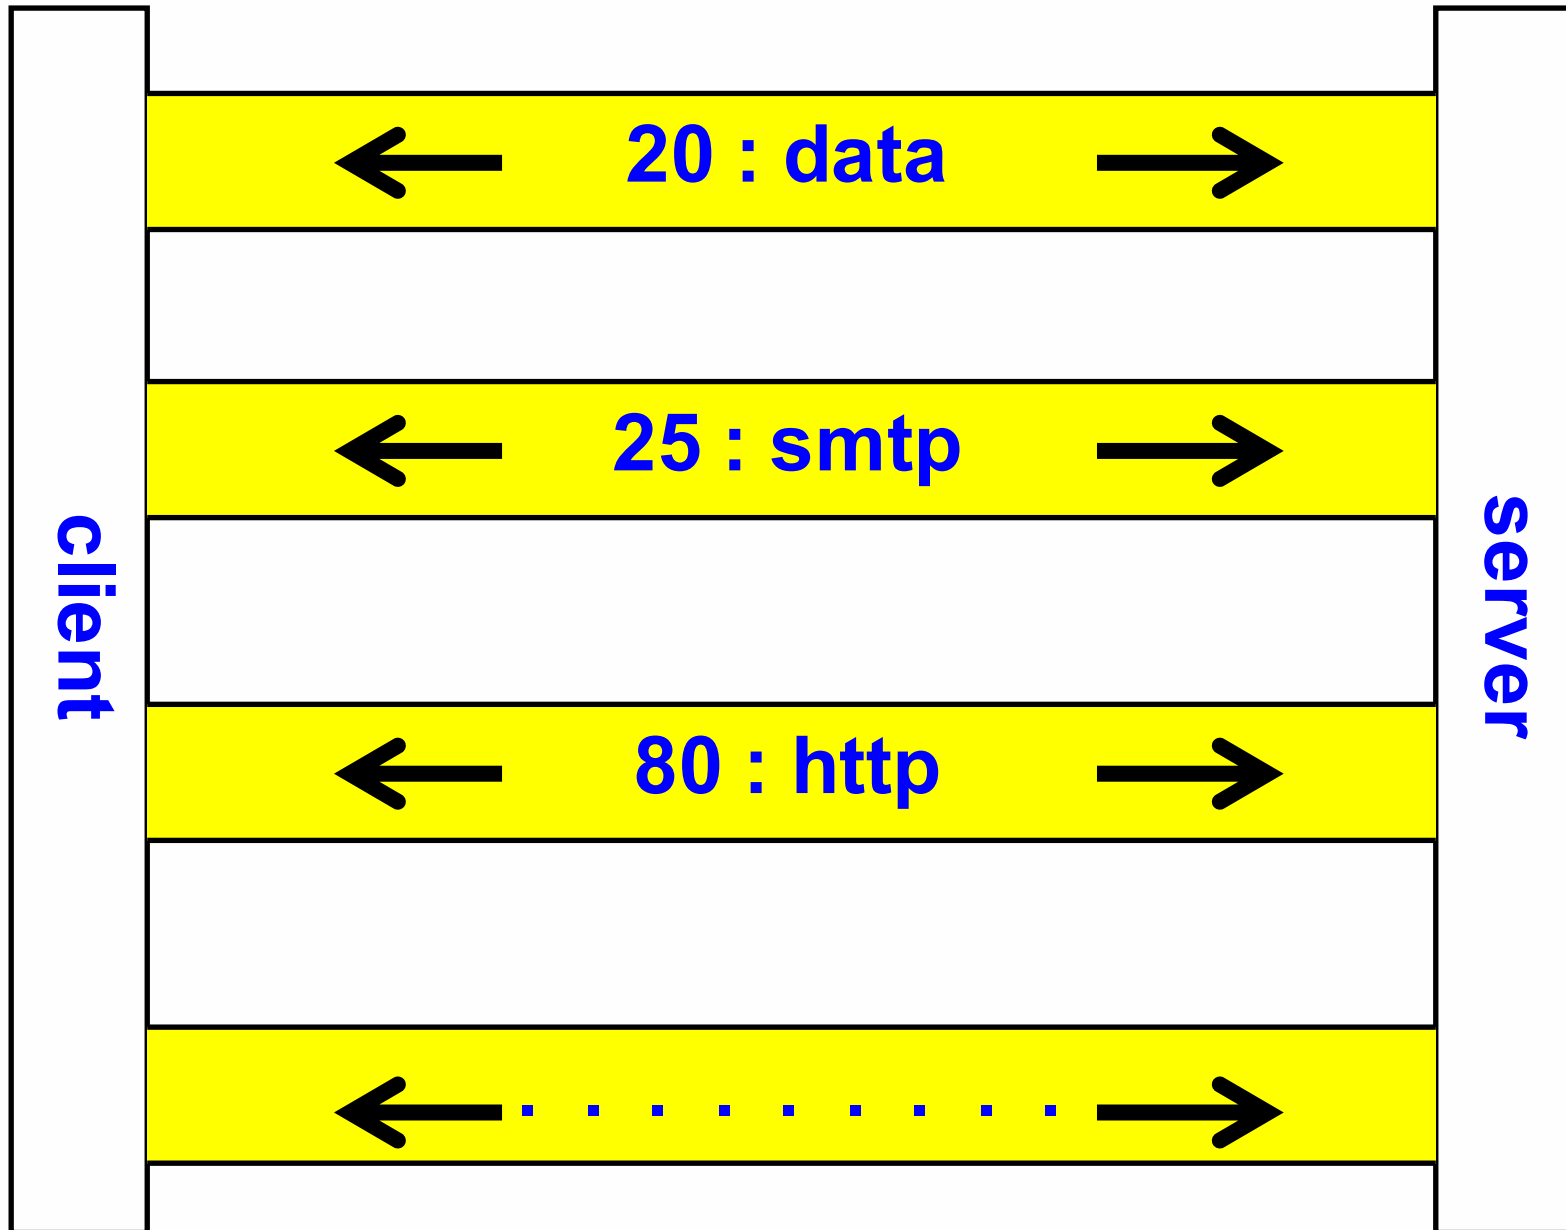 20 : data
25 : smtp
client
server
80 : http
. . . . . . . . .